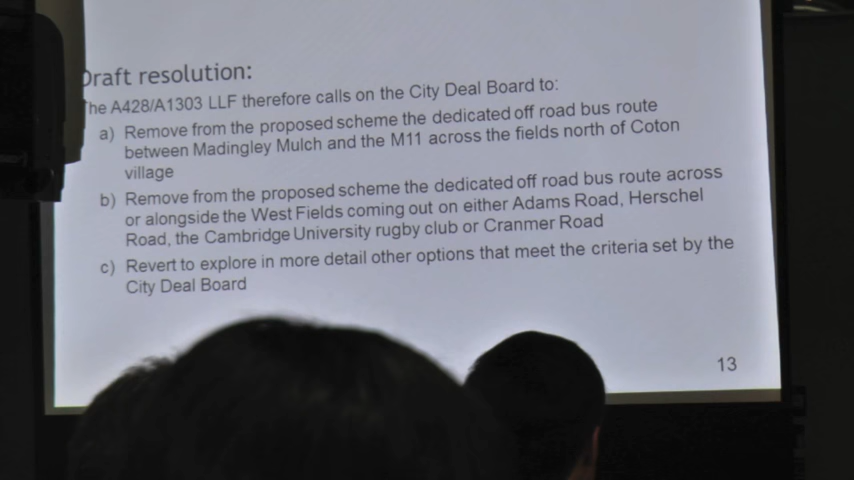 Draft resolution:
The A428/A1303 LLF therefore calls on the City Deal Board to:
a) Remove from the proposed scheme the dedicated off road bus route
between Madingley Mulch and the M11 across the fields north of Coton
village
b) Remove from the proposed scheme the dedicated off road bus route across
or alongside the West Fields coming out on either Adams Road, Herschel
Road, the Cambridge University rugby club or Cranmer Road
c) Revert to explore in more detail other options that meet the criteria set by the
City Deal Board
13